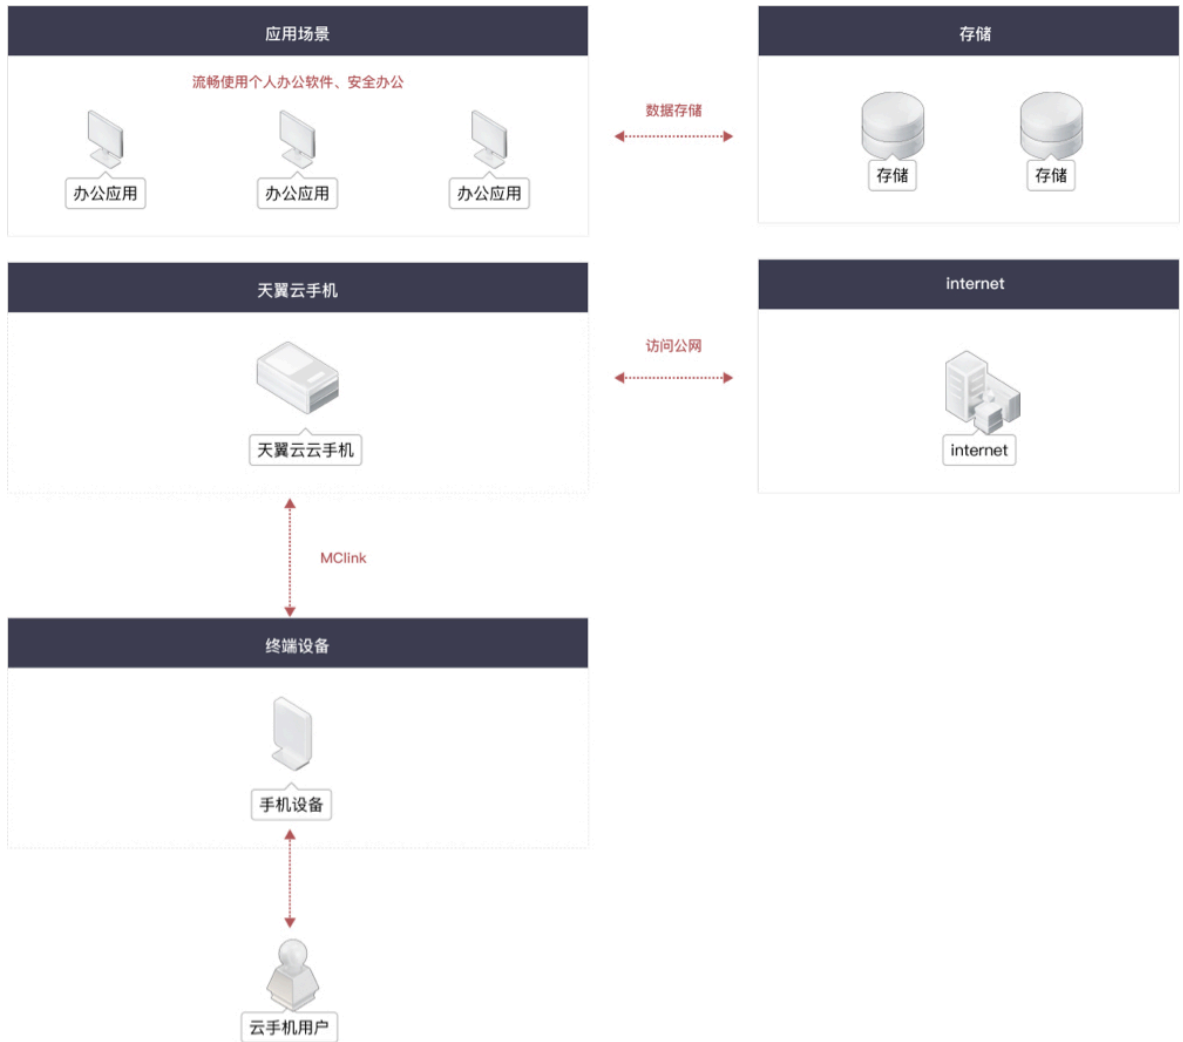 应用场景
流畅使用个人办公软件、安全办公
办公应用
办公应用
办公应用
数据存储
存储
存储
存储
天翼云手机
天翼云云手机
访问公网
internet
internet
MClink
终端设备
手机设备
云手机用户